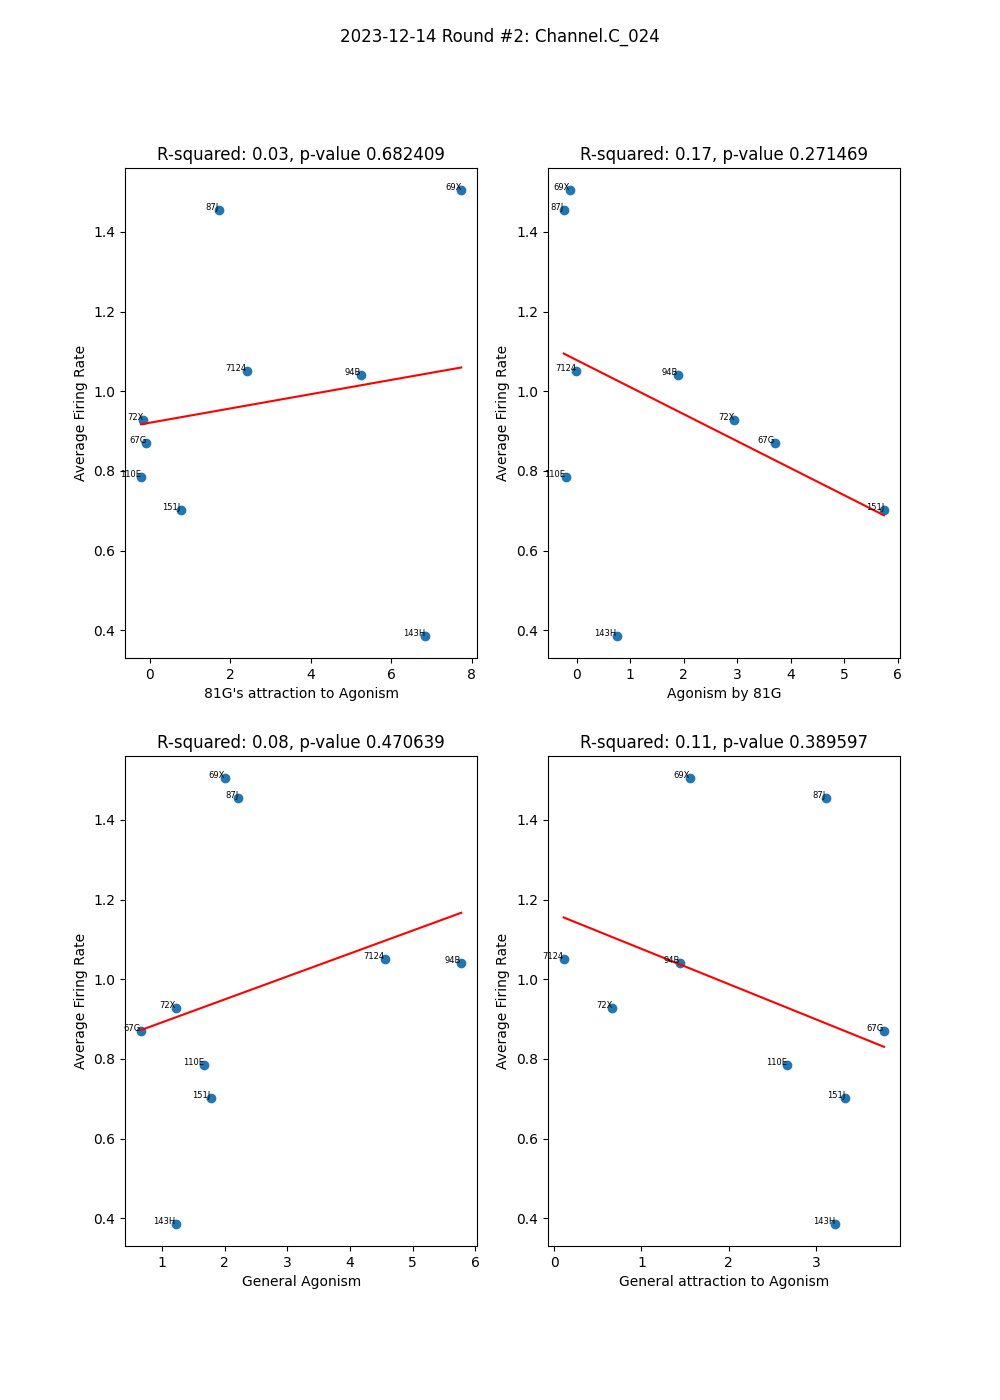 2023-12-14 Round #2: Channel.C_024
R-squared: 0.03, p-value 0.682409
R-squared: 0.17, p-value 0.271469
Average Firing Rate
1.4
1.2
1.0
0.8
0.6
0.4
69X
87J
7124
94B
72X
67G
110E
151J
143H
0
2
4
6
8
81G's attraction to Agonism
Average Firing Rate
1.4
1.2
1.0
0.8
0.6
0.4
69X
87J
7124
94B
72X
67G
110E
151J
143H
0
1
2
3
4
5
6
Agonism by 81G
R-squared: 0.08, p-value 0.470639
R-squared: 0.11, p-value 0.389597
Average Firing Rate
1.4
1.2
1.0
0.8
0.6
0.4
69X
87J
7124
94B
72X
67G
110E
151J
143H
1
2
3
4
5
6
General Agonism
Average Firing Rate
1.4
1.2
1.0
0.8
0.6
0.4
69X
87J
7124
94B
72X
67G
110E
151J
143H
0
1
2
3
General attraction to Agonism